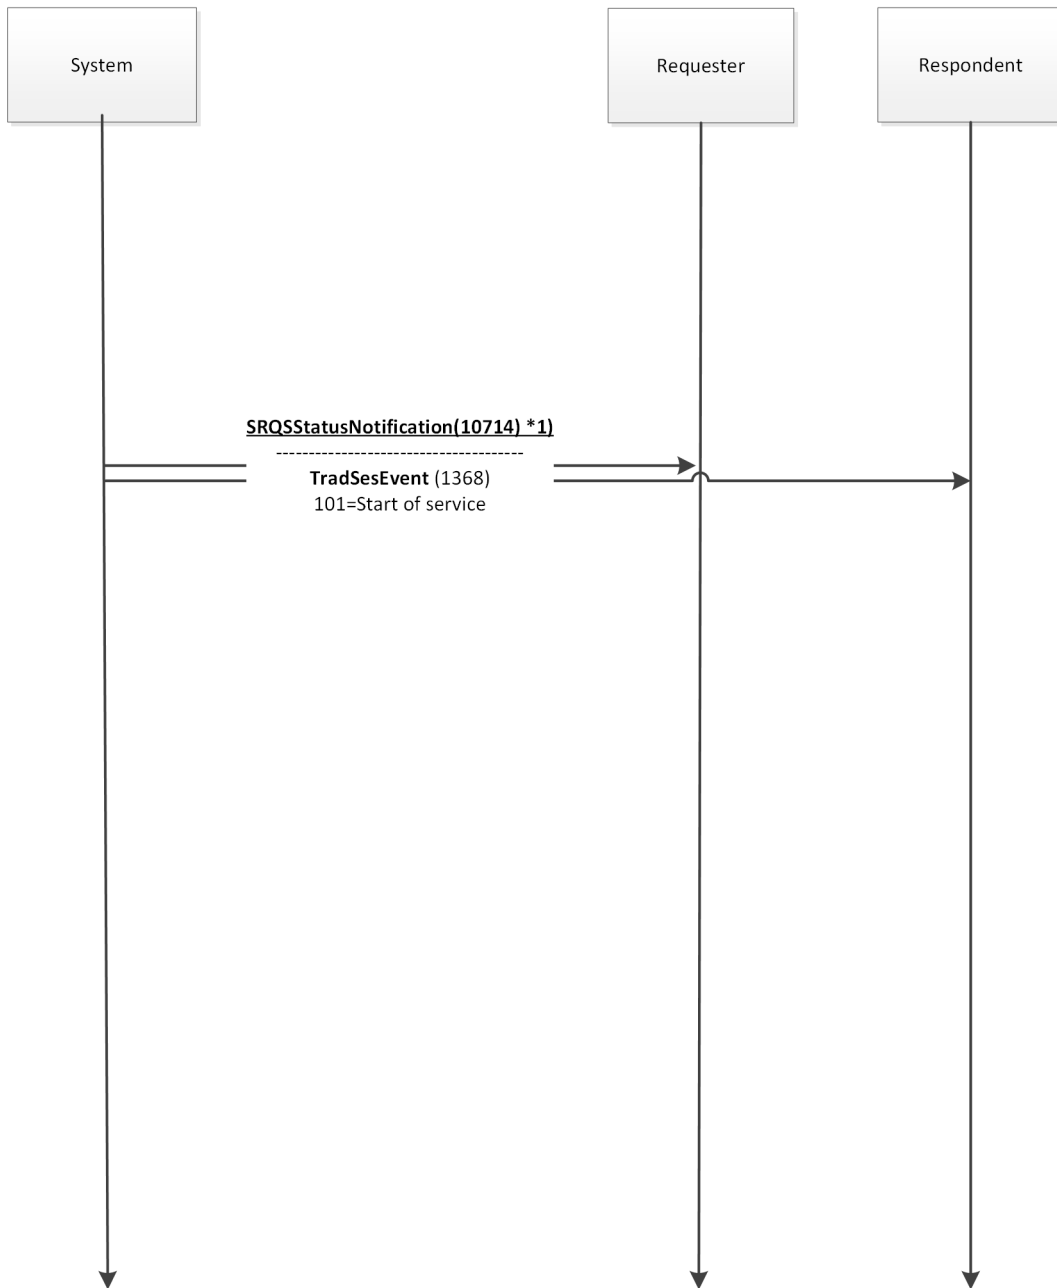 System
Requester
Respondent
SRQSStatusNotification(10714) *1)
--------------------------------------
TradSesEvent (1368)
101=Start of service